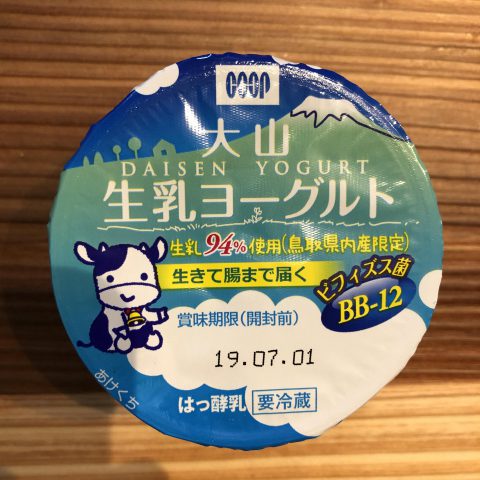 COOP
大山
DAISEN YOGURT
生乳ヨーグルト
生乳94%使用(鳥取県内産限定)
生きて腸まで届く
ビフィズス菌
BB-12
賞味期限(開封前)
19.07.01
あけくち
はっ酵乳 要冷蔵